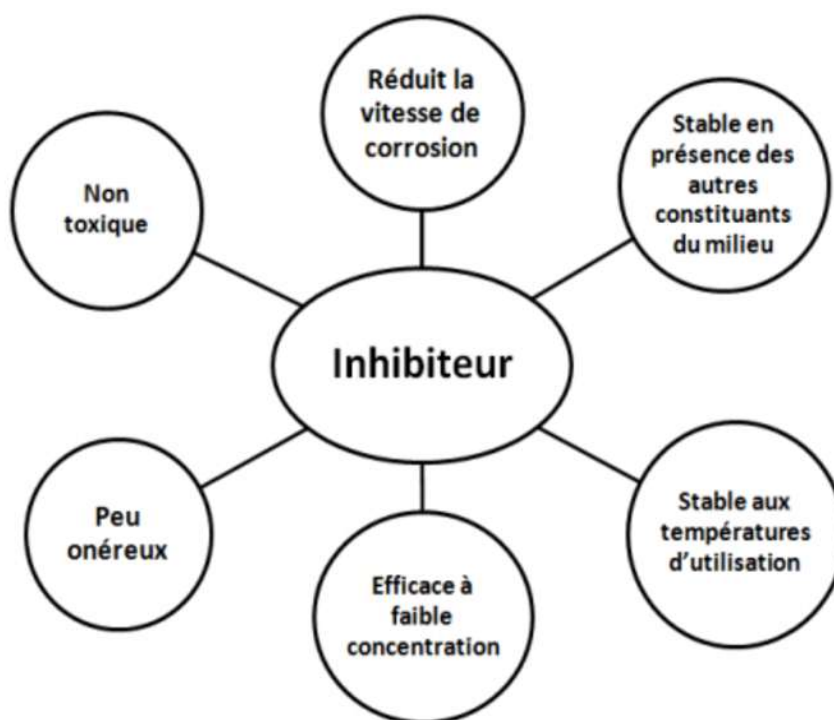 Réduit la
vitesse de
corrosion
Stable en
présence des
autres
constituants
du milieu
Non
toxique
Inhibiteur
Peu
onéreux
Stable aux
températures
d'utilisation
Efficace à
faible
concentration